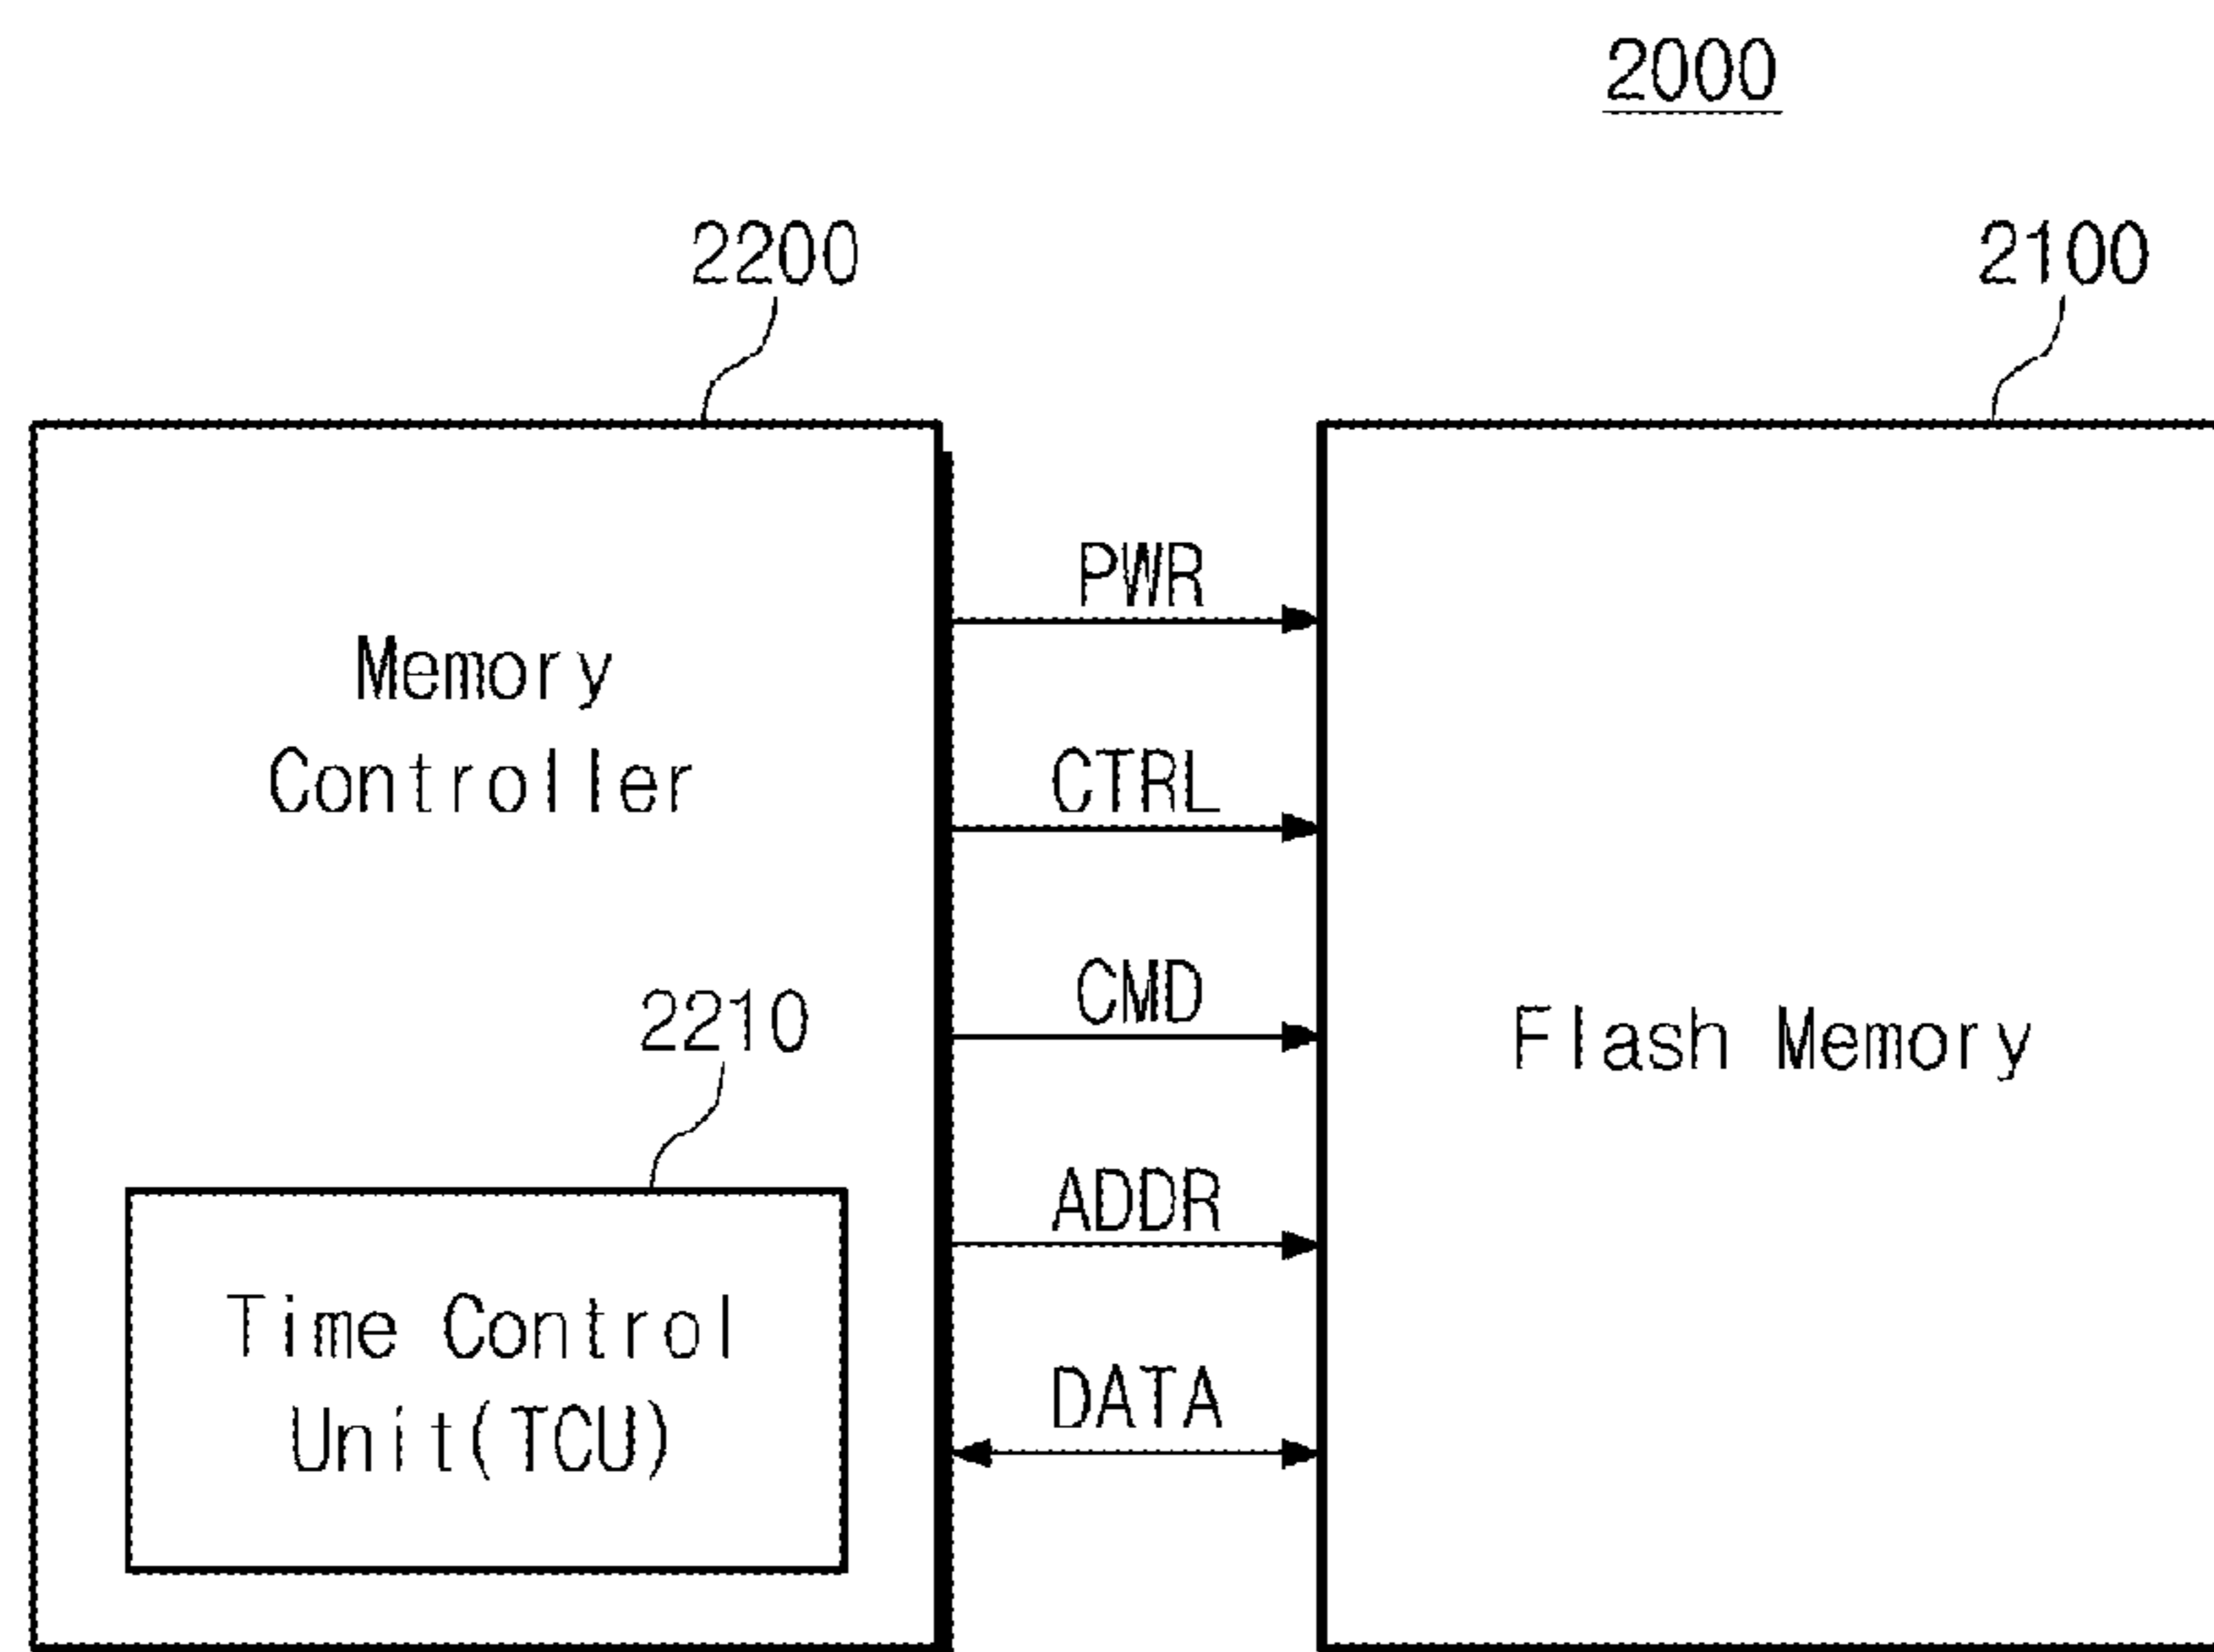 2000
2200
2100
PWR
Memory
Controller
CTRL
CMD
2210
Flash Memory
ADDR
Time Control
Unit(TCU)
DATA